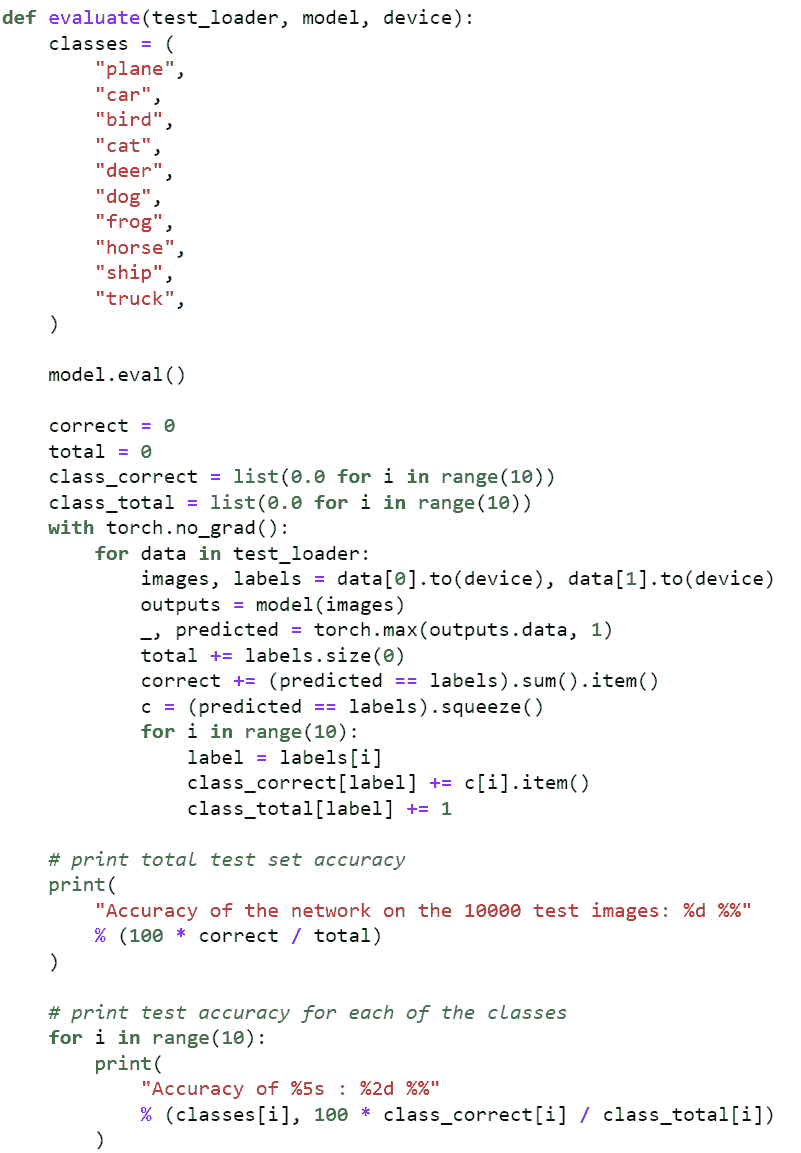 def evaluate(test_loader, model, device):
    classes = (
        "plane",
        "car",
        "bird",
        "cat",
        "deer",
        "dog",
        "frog",
        "horse",
        "ship",
        "truck",
    )

    model.eval()

    correct = 0
    total = 0
    class_correct = list(0.0 for i in range(10))
    class_total = list(0.0 for i in range(10))
    with torch.no_grad():
        for data in test_loader:
            images, labels = data[0].to(device), data[1].to(device)
            outputs = model(images)
            _, predicted = torch.max(outputs.data, 1)
            total += labels.size(0)
            correct += (predicted == labels).sum().item()
            c = (predicted == labels).squeeze()
            for i in range(10):
                label = labels[i]
                class_correct[label] += c[i].item()
                class_total[label] += 1

    # print total test set accuracy
    print(
        "Accuracy of the network on the 10000 test images: %d %%"
        % (100 * correct / total)
    )

    # print test accuracy for each of the classes
    for i in range(10):
        print(
            "Accuracy of %5s : %2d %%"
            % (classes[i], 100 * class_correct[i] / class_total[i])
        )